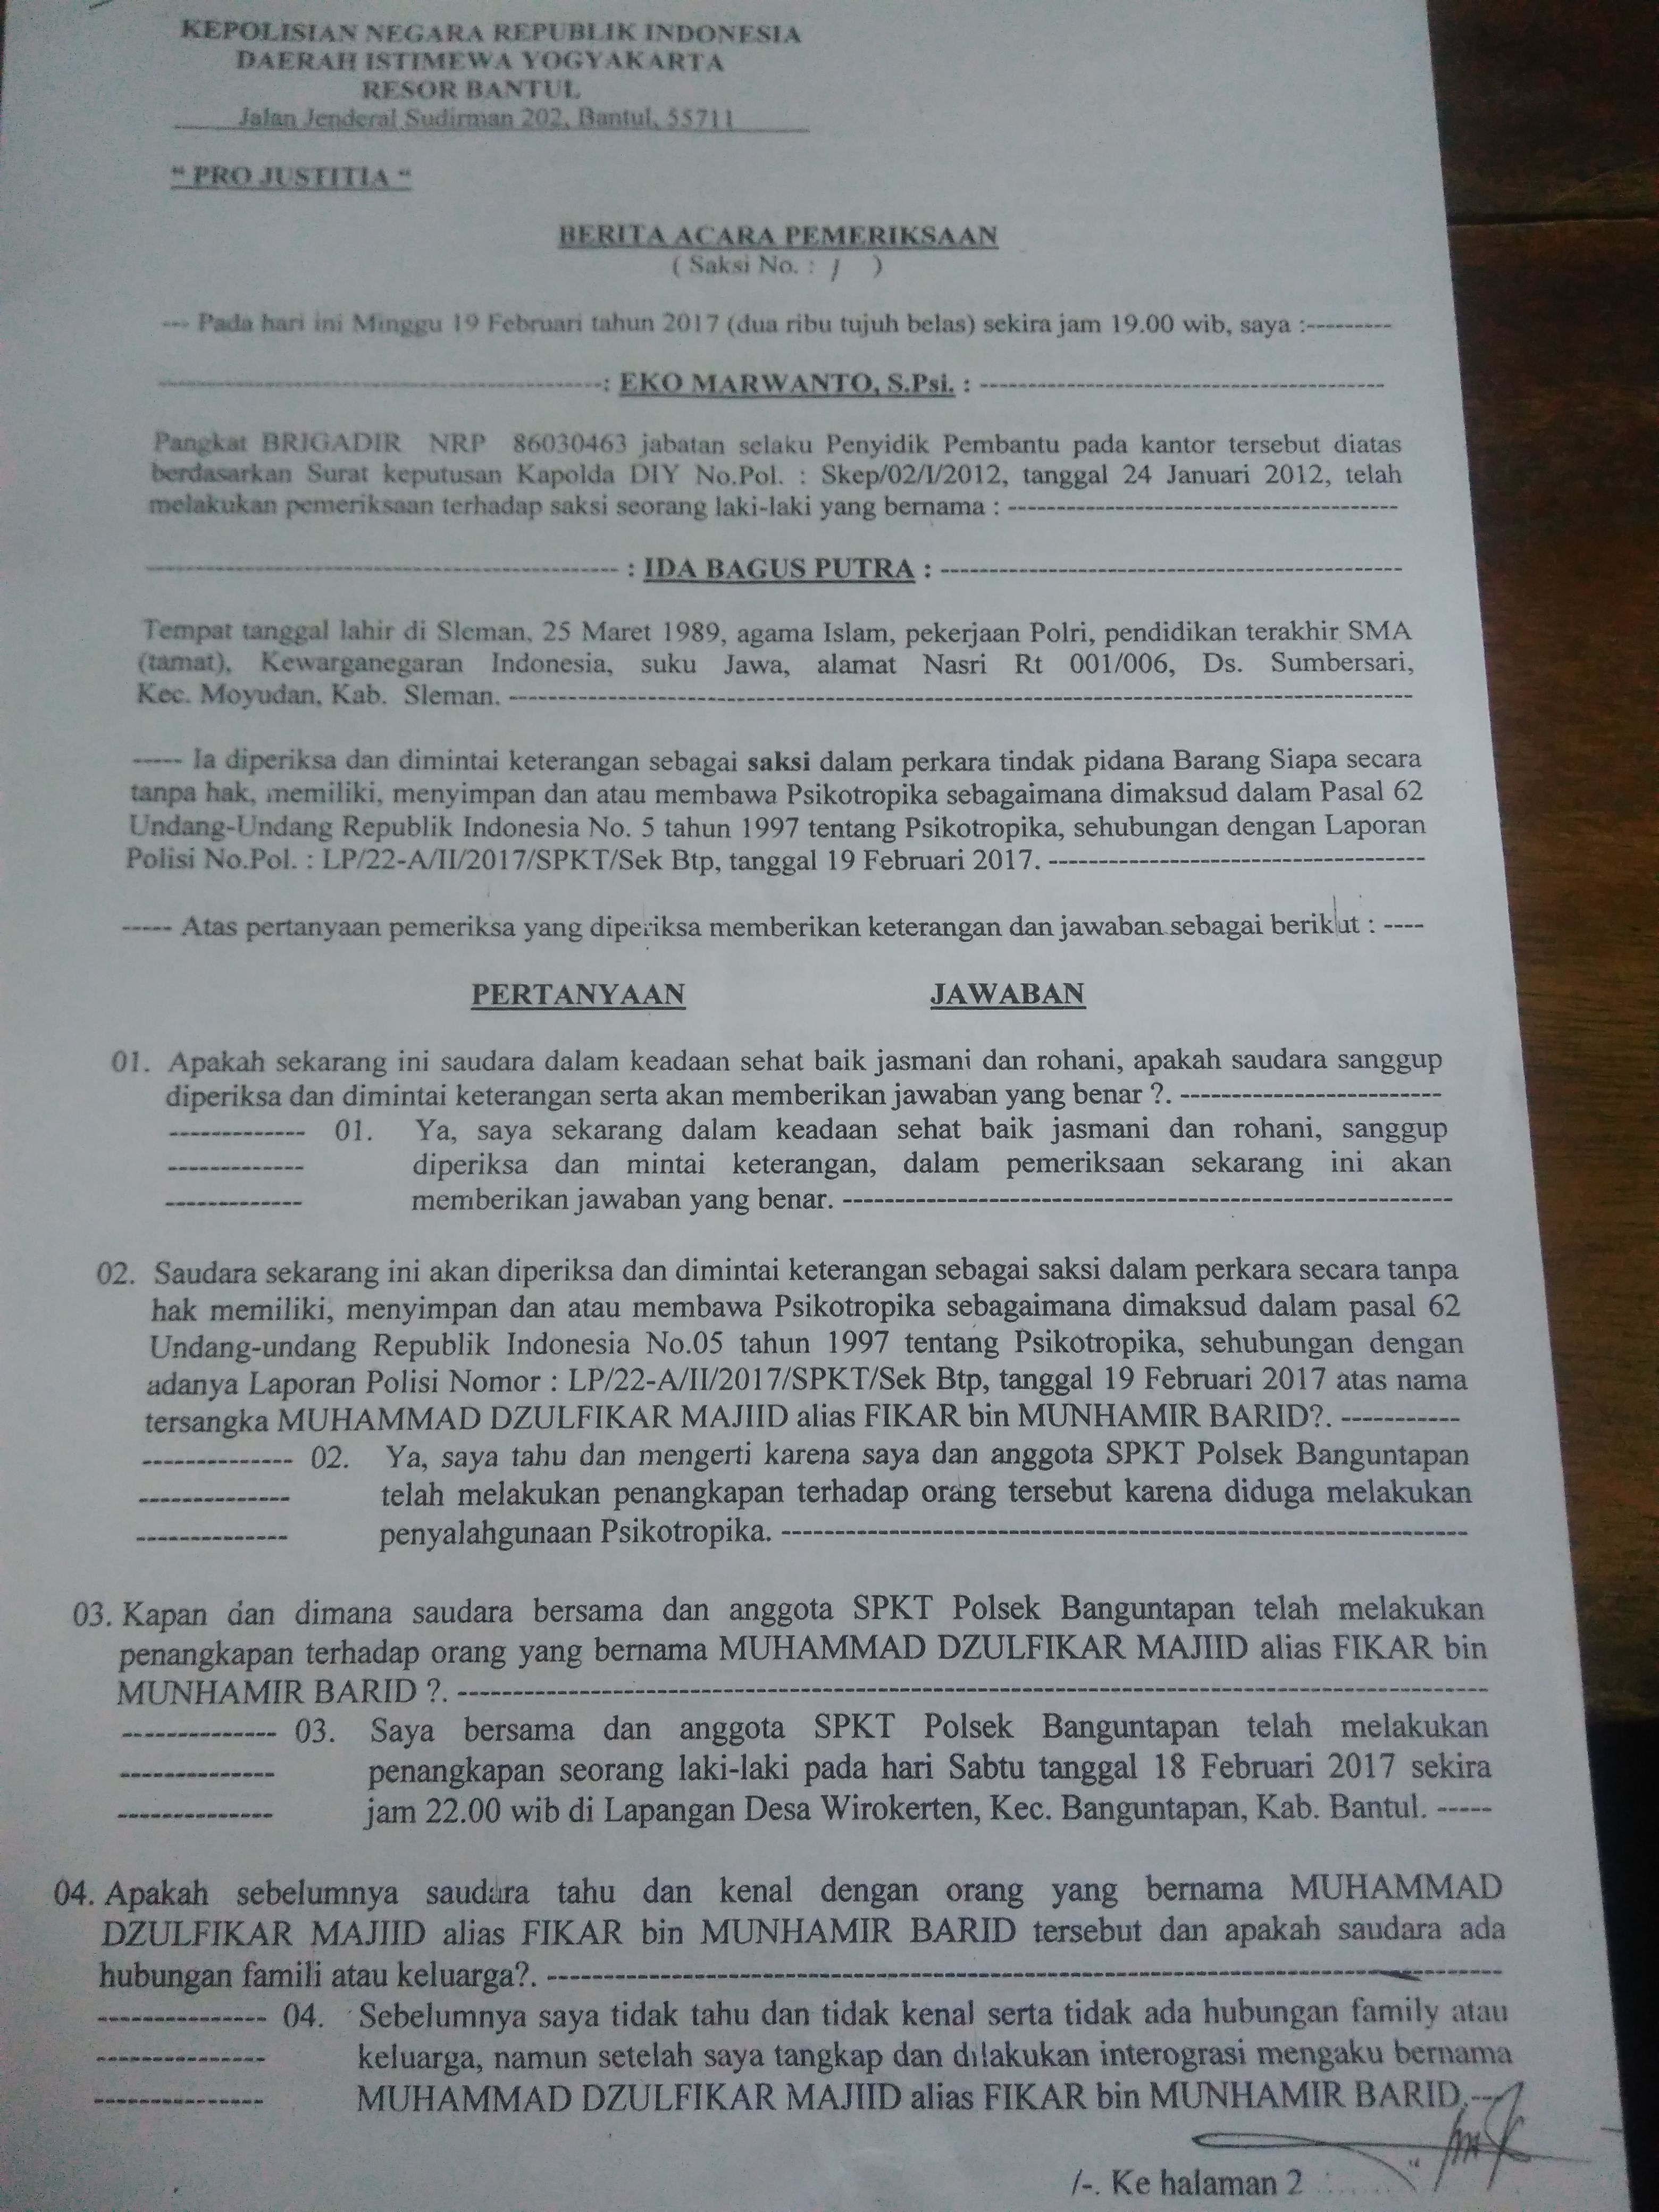 KEPOLISIAN NEGARA REPUBLIK INDONESIA
DAERAH ISTIMEWA YOGYAKARTA
RESOR BANTUL
Jalan Jenderal Sudirman 202, Bantul, 55711
" PRO JUSTITIA "
BERITA ACARA PEMERIKSAAN
( Saksi No. : 1 )
--- Pada hari ini Minggu 19 Februari tahun 2017 (dua ribu tujuh belas) sekira jam 19.00 wib, saya :----------
------------------------------------------: EKO MARWANTO, S.Psi. : ------------------------------------------
Pangkat BRIGADIR NRP 86030463 jabatan selaku Penyidik Pembantu pada kantor tersebut diatas
berdasarkan Surat keputusan Kapolda DIY No.Pol. : Skep/02/I/2012, tanggal 24 Januari 2012, telah
melakukan pemeriksaan terhadap saksi seorang laki-laki yang bernama : ---------------------------------------
---------------------------------------------- : IDA BAGUS PUTRA : ----------------------------------------------
Tempat tanggal lahir di Sleman, 25 Maret 1989, agama Islam, pekerjaan Polri, pendidikan terakhir SMA
(tamat), Kewarganegaran Indonesia, suku Jawa, alamat Nasri Rt 001/006, Ds. Sumbersari,
Kec. Moyudan, Kab. Sleman. ------------------------------------------------------------------------------------------
----- Ia diperiksa dan dimintai keterangan sebagai saksi dalam perkara tindak pidana Barang Siapa secara
tanpa hak, memiliki, menyimpan dan atau membawa Psikotropika sebagaimana dimaksud dalam Pasal 62
Undang-Undang Republik Indonesia No. 5 tahun 1997 tentang Psikotropika, sehubungan dengan Laporan
Polisi No.Pol. : LP/22-A/II/2017/SPKT/Sek Btp, tanggal 19 Februari 2017. ------------------------------------
----- Atas pertanyaan pemeriksa yang diperiksa memberikan keterangan dan jawaban sebagai berikut : ----
PERTANYAAN JAWABAN
01. Apakah sekarang ini saudara dalam keadaan sehat baik jasmani dan rohani, apakah saudara sanggup
diperiksa dan dimintai keterangan serta akan memberikan jawaban yang benar ?. -------------------------
------------- 01. Ya, saya sekarang dalam keadaan sehat baik jasmani dan rohani, sanggup
------------- diperiksa dan mintai keterangan, dalam pemeriksaan sekarang ini akan
------------- memberikan jawaban yang benar. ----------------------------------------------------------
02. Saudara sekarang ini akan diperiksa dan dimintai keterangan sebagai saksi dalam perkara secara tanpa
hak memiliki, menyimpan dan atau membawa Psikotropika sebagaimana dimaksud dalam pasal 62
Undang-undang Republik Indonesia No.05 tahun 1997 tentang Psikotropika, sehubungan dengan
adanya Laporan Polisi Nomor : LP/22-A/II/2017/SPKT/Sek Btp, tanggal 19 Februari 2017 atas nama
tersangka MUHAMMAD DZULFIKAR MAJIID alias FIKAR bin MUNHAMIR BARID?. -----------
-------------- 02. Ya, saya tahu dan mengerti karena saya dan anggota SPKT Polsek Banguntapan
-------------- telah melakukan penangkapan terhadap orang tersebut karena diduga melakukan
-------------- penyalahgunaan Psikotropika. ----------------------------------------------------------------
03. Kapan dan dimana saudara bersama dan anggota SPKT Polsek Banguntapan telah melakukan
penangkapan terhadap orang yang bernama MUHAMMAD DZULFIKAR MAJIID alias FIKAR bin
MUNHAMIR BARID ?. ------------------------------------------------------------------------------------------------
-------------- 03. Saya bersama dan anggota SPKT Polsek Banguntapan telah melakukan
-------------- penangkapan seorang laki-laki pada hari Sabtu tanggal 18 Februari 2017 sekira
-------------- jam 22.00 wib di Lapangan Desa Wirokerten, Kec. Banguntapan, Kab. Bantul. -----
04. Apakah sebelumnya saudara tahu dan kenal dengan orang yang bernama MUHAMMAD
DZULFIKAR MAJIID alias FIKAR bin MUNHAMIR BARID tersebut dan apakah saudara ada
hubungan famili atau keluarga?. ----------------------------------------------------------------------------------------
--------------- 04. Sebelumnya saya tidak tahu dan tidak kenal serta tidak ada hubungan family atau
--------------- keluarga, namun setelah saya tangkap dan dilakukan interograsi mengaku bernama
--------------- MUHAMMAD DZULFIKAR MAJIID alias FIKAR bin MUNHAMIR BARID.---
/-. Ke halaman 2 ........